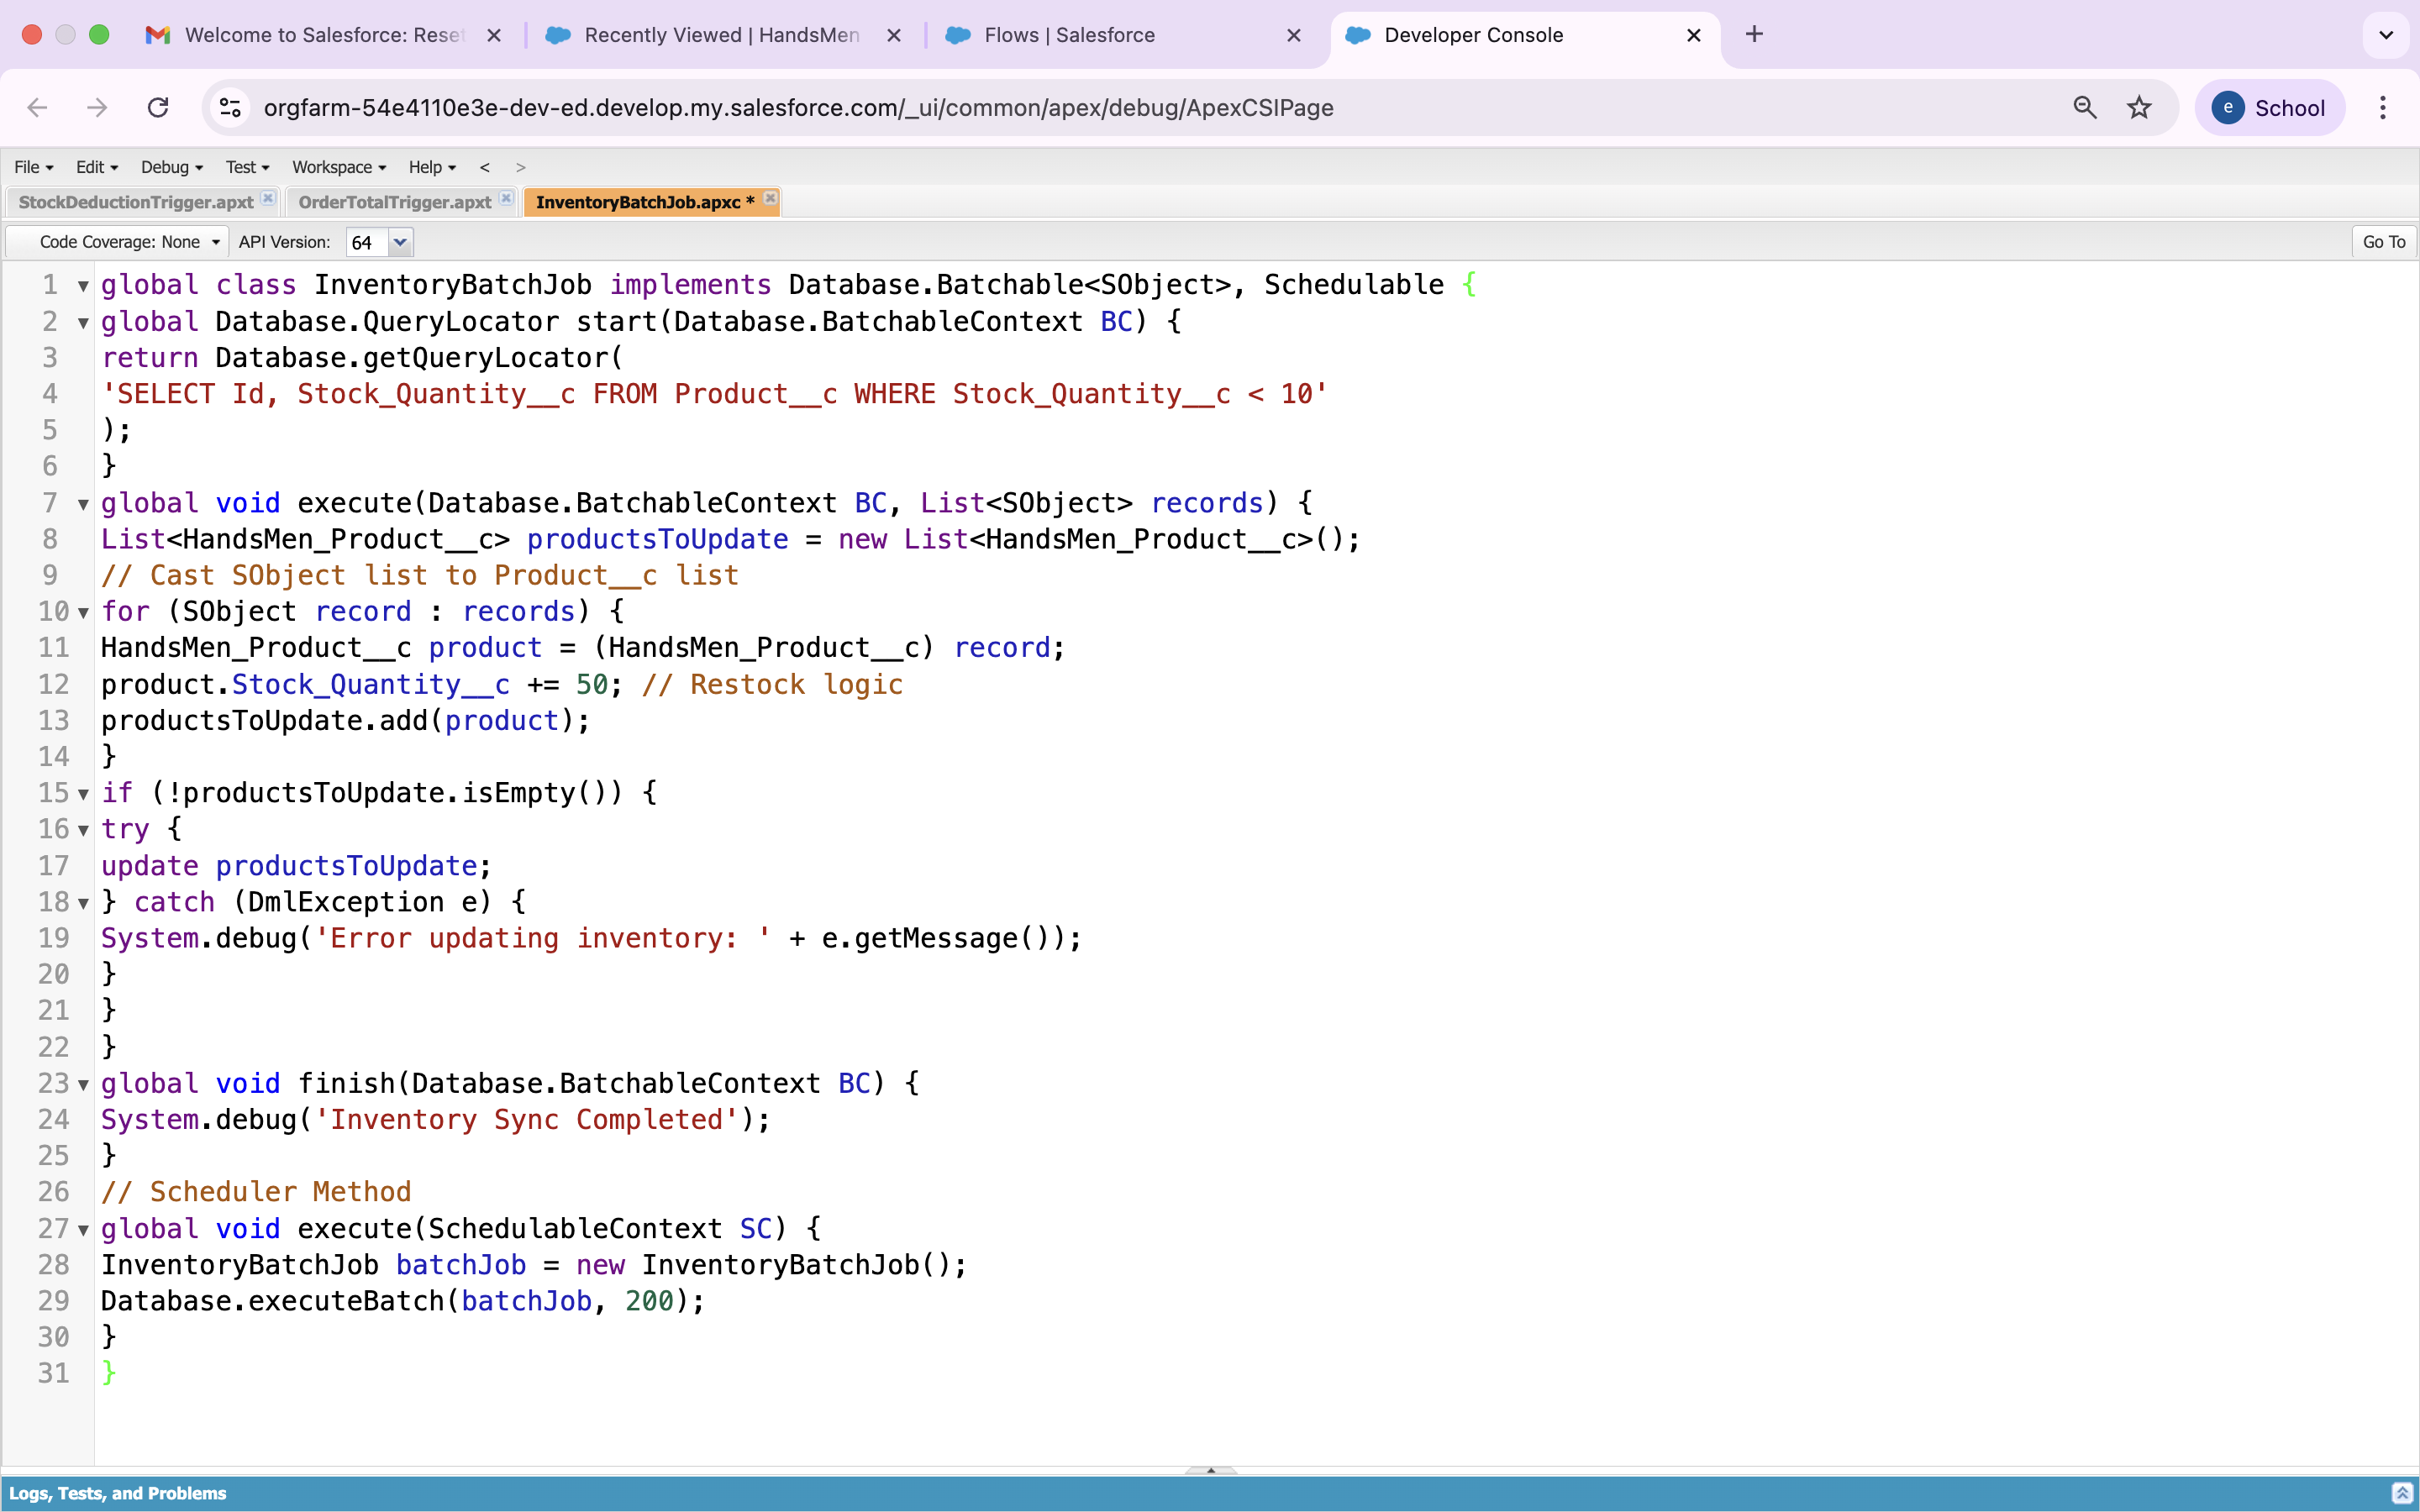 Welcome to Salesforce: Reset
Recently Viewed | HandsMen
Flows | Salesforce
Developer Console
orgfarm-54e4110e3e-dev-ed.develop.my.salesforce.com/_ui/common/apex/debug/ApexCSIPage
e School
File Edit Debug Test Workspace Help < >
StockDeductionTrigger.apxt OrderTotalTrigger.apxt InventoryBatchJob.apxc *
Code Coverage: None API Version: 64 Go To
1 global class InventoryBatchJob implements Database.Batchable<SObject>, Schedulable {
2 global Database.QueryLocator start(Database.BatchableContext BC) {
3 return Database.getQueryLocator(
4 'SELECT Id, Stock_Quantity__c FROM Product__c WHERE Stock_Quantity__c < 10'
5 );
6 }
7 global void execute(Database.BatchableContext BC, List<SObject> records) {
8 List<HandsMen_Product__c> productsToUpdate = new List<HandsMen_Product__c>();
9 // Cast SObject list to Product__c list
10 for (SObject record : records) {
11 HandsMen_Product__c product = (HandsMen_Product__c) record;
12 product.Stock_Quantity__c += 50; // Restock logic
13 productsToUpdate.add(product);
14 }
15 if (!productsToUpdate.isEmpty()) {
16 try {
17 update productsToUpdate;
18 } catch (DmlException e) {
19 System.debug('Error updating inventory: ' + e.getMessage());
20 }
21 }
22 }
23 global void finish(Database.BatchableContext BC) {
24 System.debug('Inventory Sync Completed');
25 }
26 // Scheduler Method
27 global void execute(SchedulableContext SC) {
28 InventoryBatchJob batchJob = new InventoryBatchJob();
29 Database.executeBatch(batchJob, 200);
30 }
31 }
Logs, Tests, and Problems